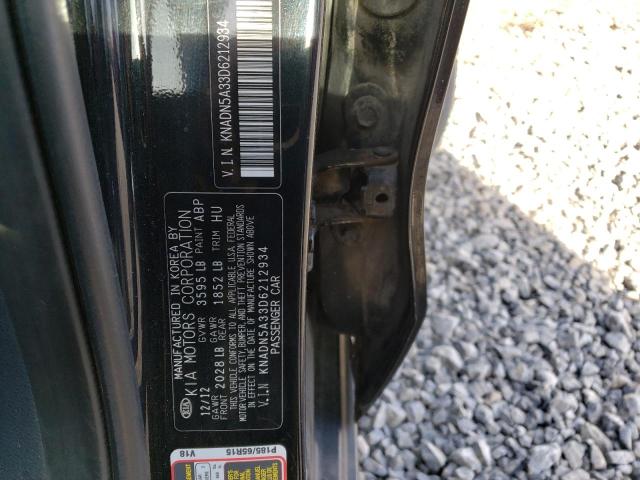 V.I.N. KNADN5A33D6212934
MANUFACTURED IN KOREA BY
KIA KIA MOTORS CORPORATION
12/12 GVWR 3595 LB PAINT ABP
GAWR FRONT 2028 LB GAWR REAR 1852 LB TRIM HU
THIS VEHICLE CONFORMS TO ALL APPLICABLE U.S.A. FEDERAL
MOTOR VEHICLE SAFETY, BUMPER, AND THEFT PREVENTION STANDARDS
IN EFFECT ON THE DATE OF MANUFACTURE SHOWN ABOVE
V.I.N. KNADN5A33D6212934
PASSENGER CAR
V18
P185/65R15